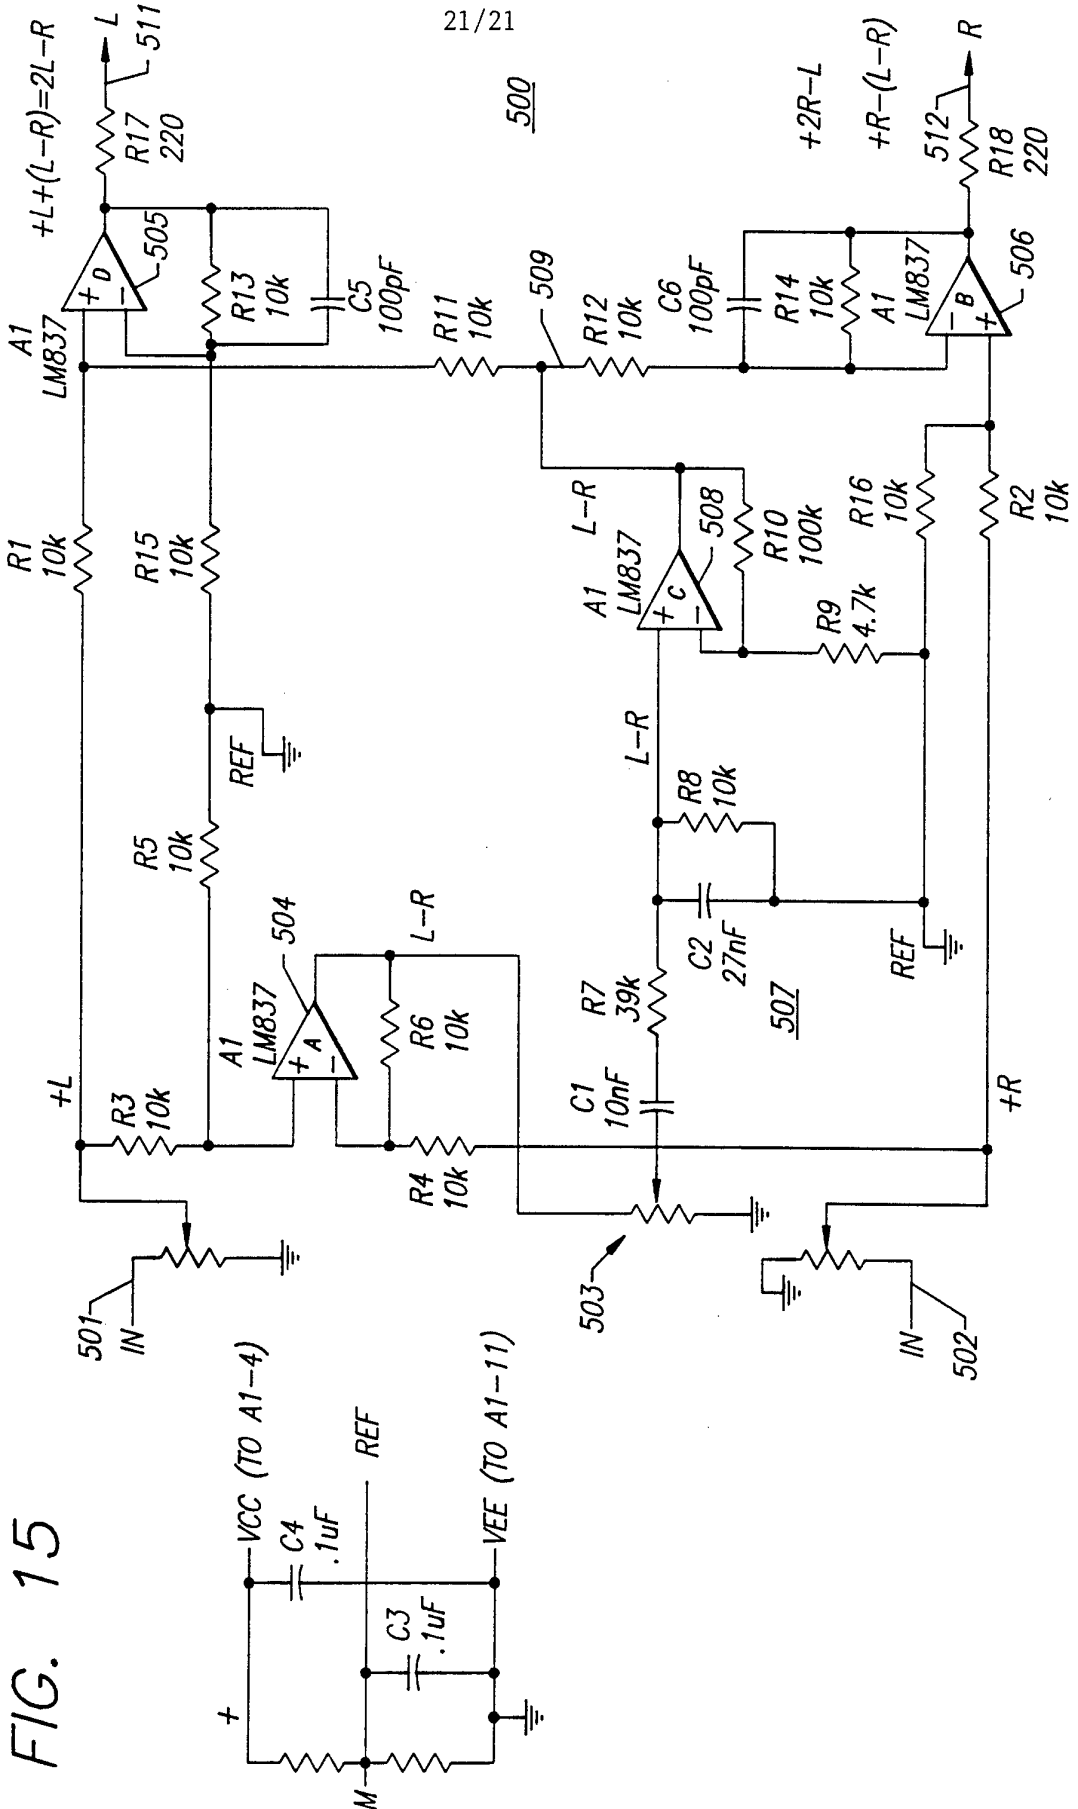 21/21
FIG. 15
500
+
VCC (TO A1-4)
C4
.1uF
M
REF
C3
.1uF
VEE (TO A1-11)
501
IN
+L
R3
10k
R1
10k
A1
LM837
+
D
-
505
+L+(L-R)=2L-R
L
511
R17
220
R5
10k
REF
R15
10k
R13
10k
C5
100pF
A1
LM837
+
A
-
504
L-R
R6
10k
R4
10k
R11
10k
509
R12
10k
503
C1
10nF
R7
39k
507
C2
27nF
R8
10k
L-R
A1
LM837
+
C
-
508
L-R
R10
100k
R9
4.7k
C6
100pF
R14
10k
A1
LM837
-
B
+
506
+2R-L
+R-(L-R)
512
R18
220
R
REF
R16
10k
R2
10k
+R
IN
502